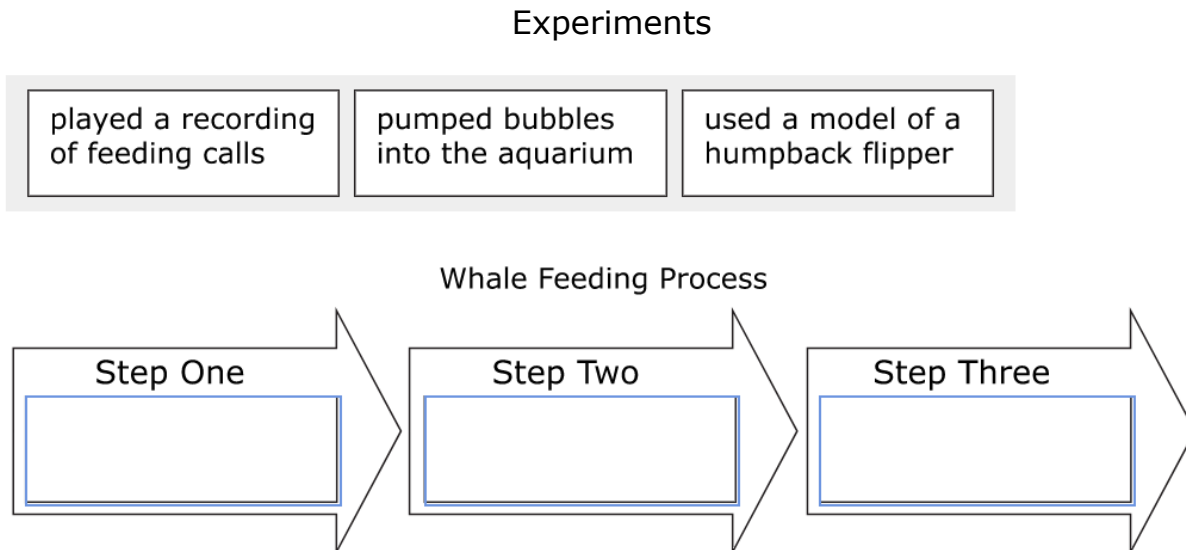 Experiments
played a recording
of feeding calls
pumped bubbles
into the aquarium
used a model of a
humpback flipper
Whale Feeding Process
Step One
Step Two
Step Three